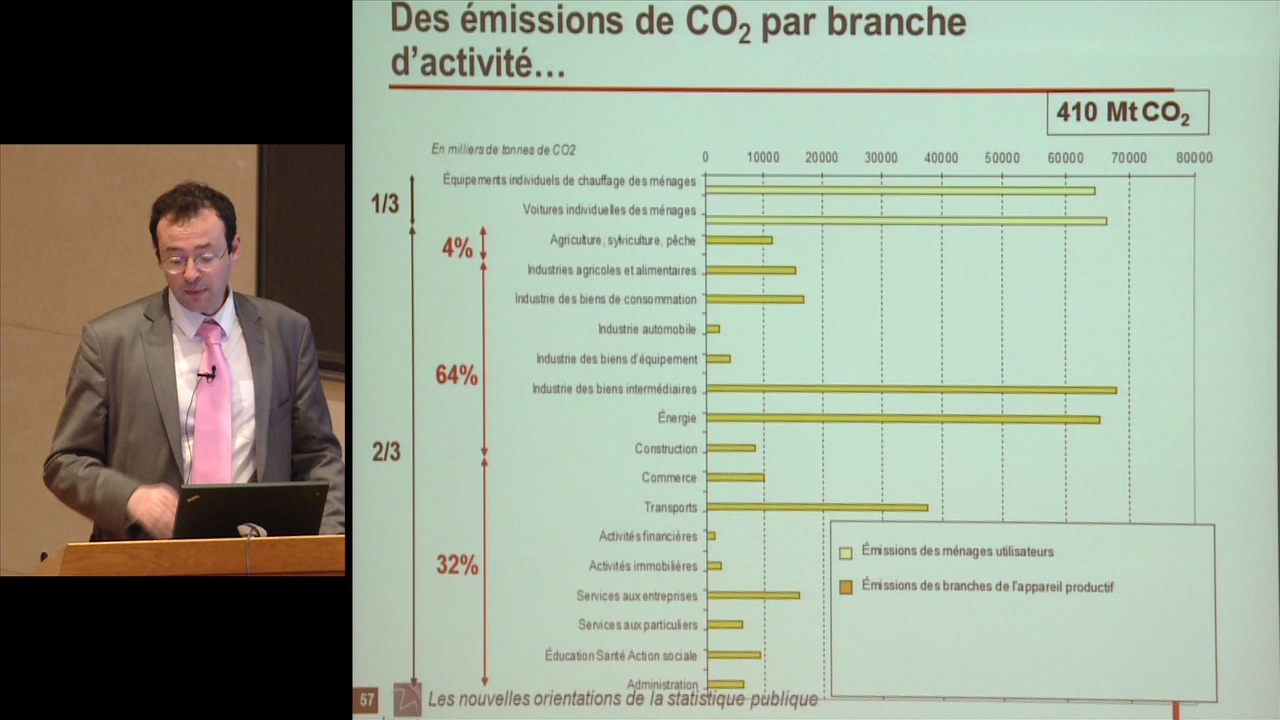 Des émissions de CO₂ par branche
d'activité...
410 Mt CO₂
En milliers de tonnes de CO2
0 10000 20000 30000 40000 50000 60000 70000 80000
Équipements individuels de chauffage des ménages
1/3
Voitures individuelles des ménages
4%
Agriculture, sylviculture, pêche
Industries agricoles et alimentaires
Industrie des biens de consommation
Industrie automobile
Industrie des biens d'équipement
64%
Industrie des biens intermédiaires
Énergie
2/3
Construction
Commerce
Transports
Activités financières
32%
Activités immobilières
Services aux entreprises
Services aux particuliers
Éducation Santé Action sociale
Administration
Émissions des ménages utilisateurs
Émissions des branches de l'appareil productif
57
Les nouvelles orientations de la statistique publique